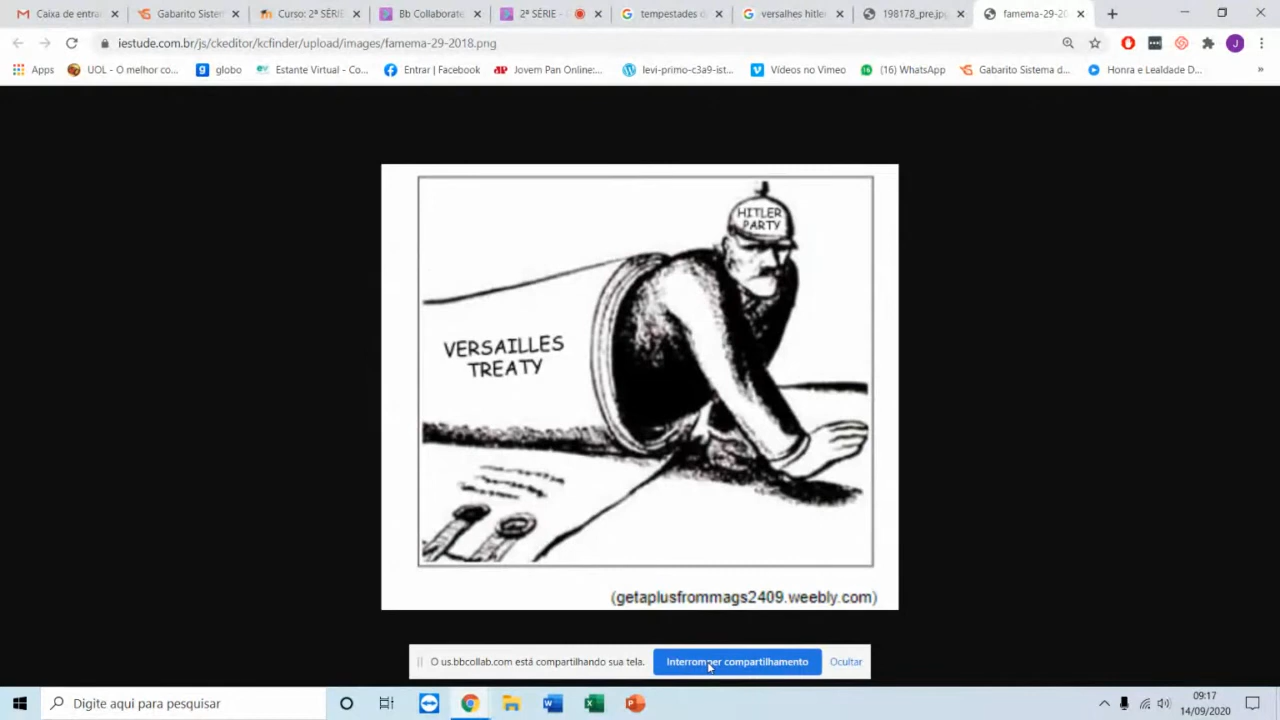 Caixa de entrar
Gabarito Sisten
Curso: 2ª SÉRIE
Bb Collaborate
2ª SÉRIE -
tempestades d
versalhes hitler
198178_pre.jpg
famema-29-20
iestude.com.br/js/ckeditor/kcfinder/upload/images/famema-29-2018.png
Apps
UOL - O melhor co...
globo
Estante Virtual - Co...
Entrar | Facebook
Jovem Pan Online:...
levi-primo-c3a9-ist...
Vídeos no Vimeo
(16) WhatsApp
Gabarito Sistema d...
Honra e Lealdade D...
HITLER
PARTY
VERSAILLES
TREATY
(getaplusfrommags2409.weebly.com)
O us.bbcollab.com está compartilhando sua tela.
Interromper compartilhamento
Ocultar
Digite aqui para pesquisar
09:17
14/09/2020